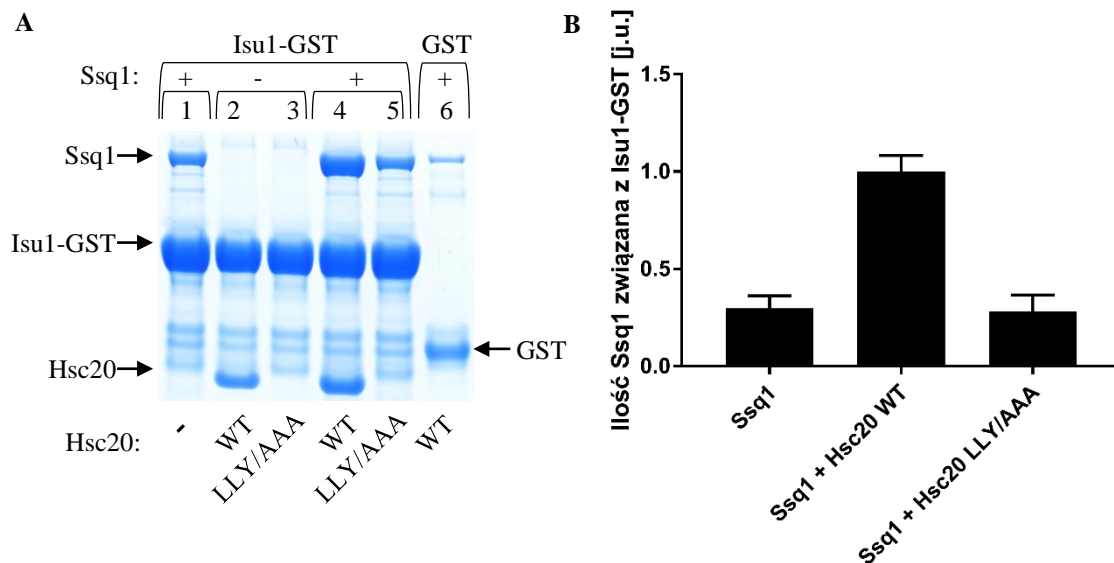 A
Isu1-GST GST
Ssq1: + - + +
1 2 3 4 5 6
Ssq1
Isu1-GST
GST
Hsc20
Hsc20: - WT LLY/AAA WT LLY/AAA WT
B
Ilość Ssq1 związana z Isu1-GST [j.u.]
1.5
1.0
0.5
0.0
Ssq1
Ssq1 + Hsc20 WT
Ssq1 + Hsc20 LLY/AAA